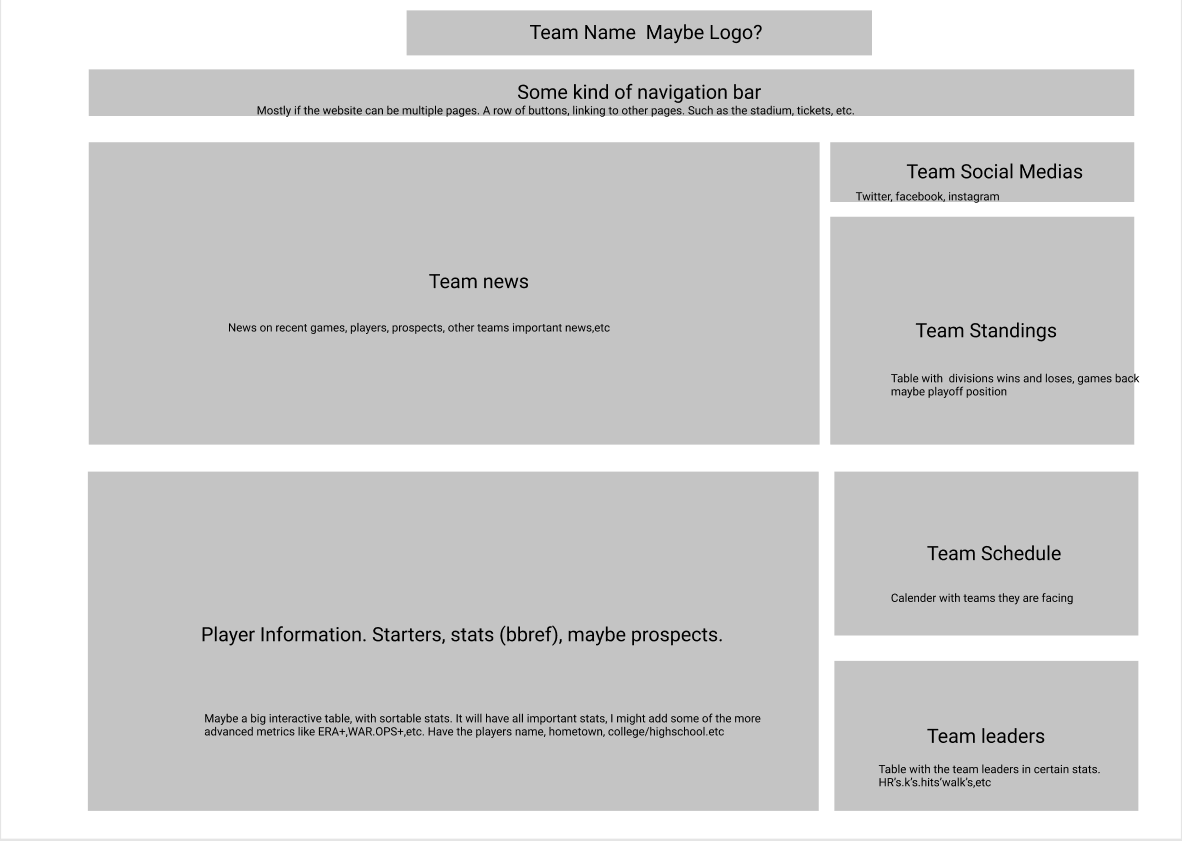 Team Name  Maybe Logo?
Some kind of navigation bar
Mostly if the website can be multiple pages. A row of buttons, linking to other pages. Such as the stadium, tickets, etc.
Team Social Medias
Twitter, facebook, instagram
Team news
News on recent games, players, prospects, other teams important news,etc
Team Standings
Table with  divisions wins and loses, games back
maybe playoff position
Player Information. Starters, stats (bbref), maybe prospects.
Maybe a big interactive table, with sortable stats. It will have all important stats, I might add some of the more
advanced metrics like ERA+,WAR.OPS+,etc. Have the players name, hometown, college/highschool.etc
Team Schedule
Calender with teams they are facing
Team leaders
Table with the team leaders in certain stats.
HR’s.k’s.hits’walk’s,etc